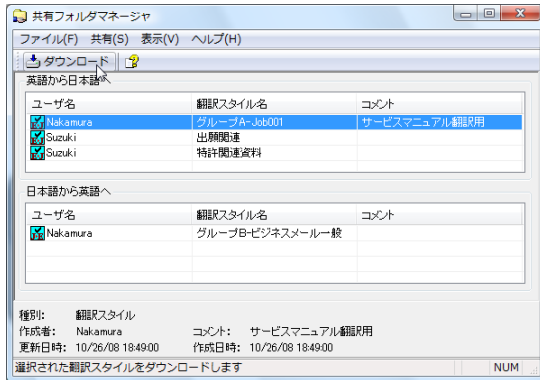 共有フォルダマネージャ
ファイル(F) 共有(S) 表示(V) ヘルプ(H)
ダウンロード
英語から日本語へ
ユーザ名 翻訳スタイル名 コメント
Nakamura グループA-Job001 サービスマニュアル翻訳用
Suzuki 出願関連
Suzuki 特許関連資料
日本語から英語へ
ユーザ名 翻訳スタイル名 コメント
Nakamura グループB-ビジネスメール一般
種別: 翻訳スタイル
作成者: Nakamura コメント: サービスマニュアル翻訳用
更新日時: 10/26/08 18:49:00 作成日時: 10/26/08 18:49:00
選択された翻訳スタイルをダウンロードします NUM